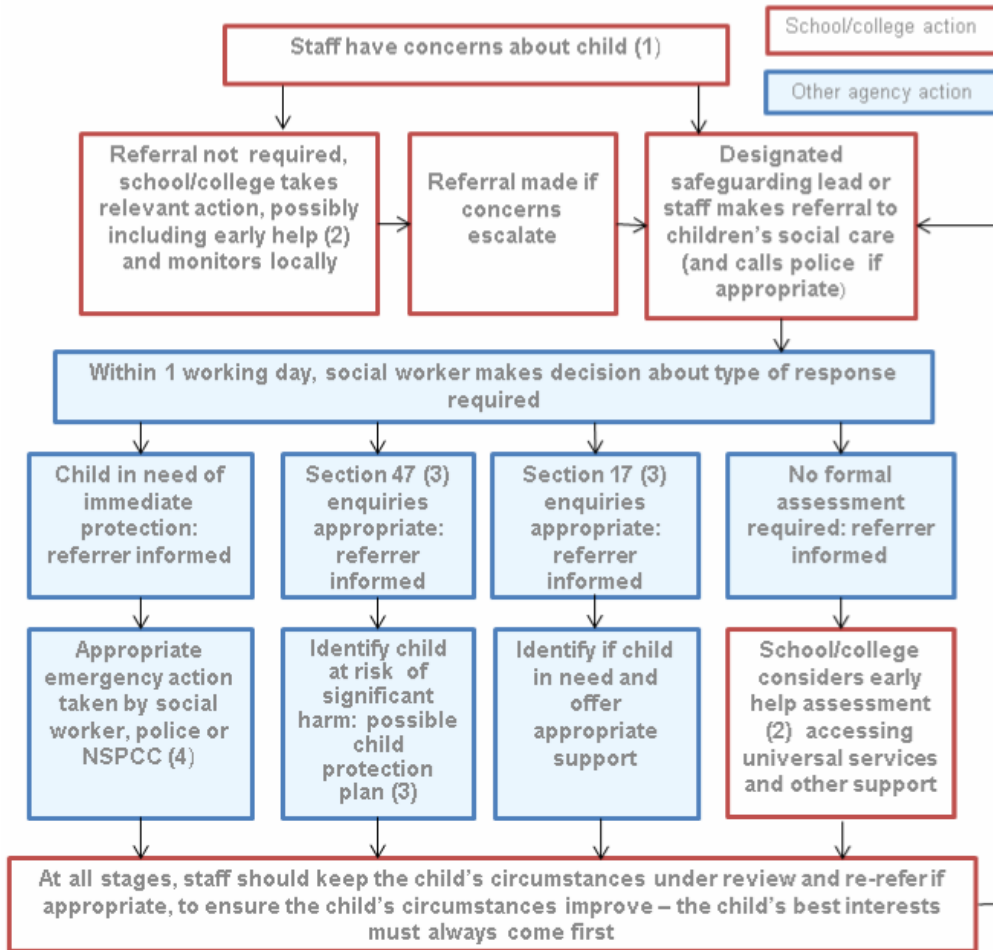 Staff have concerns about child (1)
School/college action
Other agency action
Referral not required,
school/college takes
relevant action, possibly
including early help (2)
and monitors locally
Referral made if
concerns
escalate
Designated
safeguarding lead or
staff makes referral to
children's social care
(and calls police if
appropriate)
Within 1 working day, social worker makes decision about type of response
required
Child in need of
immediate
protection:
referrer informed
Section 47 (3)
enquiries
appropriate:
referrer
informed
Section 17 (3)
enquiries
appropriate:
referrer
informed
No formal
assessment
required: referrer
informed
Appropriate
emergency action
taken by social
worker, police or
NSPCC (4)
Identify child
at risk of
significant
harm: possible
child
protection
plan (3)
Identify if child
in need and
offer
appropriate
support
School/college
considers early
help assessment
(2) accessing
universal services
and other support
At all stages, staff should keep the child's circumstances under review and re-refer if
appropriate, to ensure the child's circumstances improve – the child's best interests
must always come first